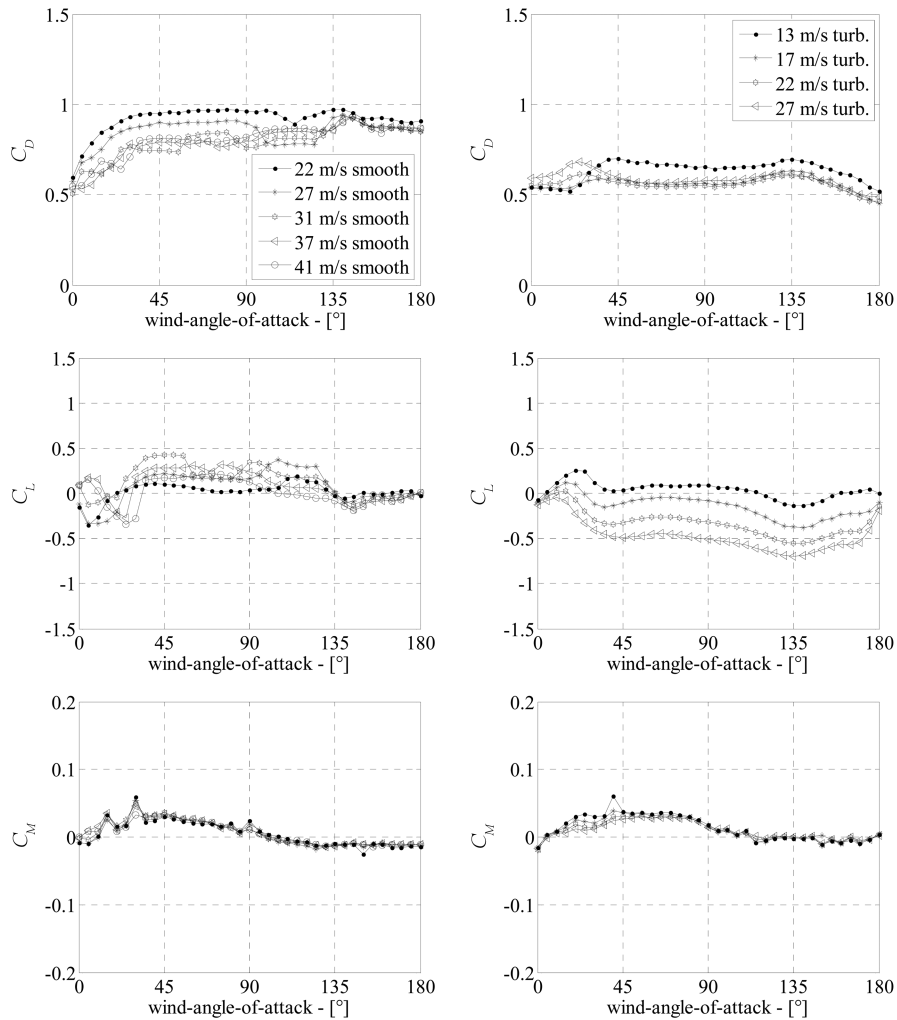 1.5
1
0.5
0
C_D
0 45 90 135 180
wind-angle-of-attack - [°]
22 m/s smooth
27 m/s smooth
31 m/s smooth
37 m/s smooth
41 m/s smooth
1.5
1
0.5
0
C_D
0 45 90 135 180
wind-angle-of-attack - [°]
13 m/s turb.
17 m/s turb.
22 m/s turb.
27 m/s turb.
1.5
1
0.5
0
-0.5
-1
-1.5
C_L
0 45 90 135 180
wind-angle-of-attack - [°]
1.5
1
0.5
0
-0.5
-1
-1.5
C_L
0 45 90 135 180
wind-angle-of-attack - [°]
0.2
0.1
0
-0.1
-0.2
C_M
0 45 90 135 180
wind-angle-of-attack - [°]
0.2
0.1
0
-0.1
-0.2
C_M
0 45 90 135 180
wind-angle-of-attack - [°]